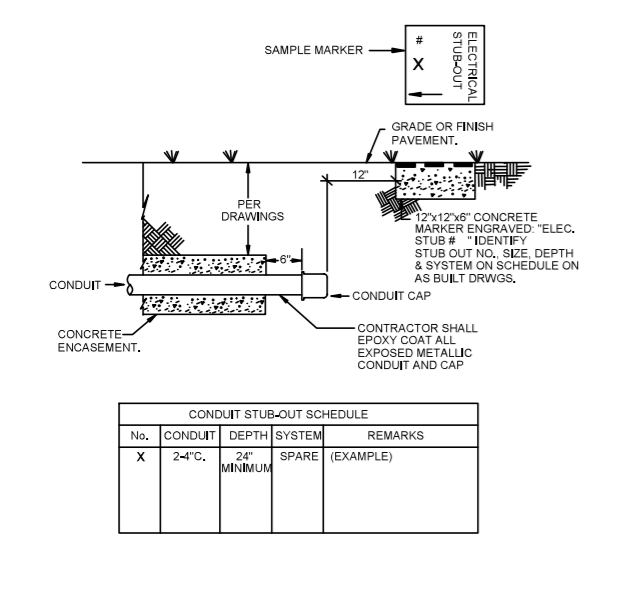 SAMPLE MARKER
#
X
ELECTRICAL
STUB-OUT
GRADE OR FINISH
PAVEMENT.
12"
PER
DRAWINGS
12"x12"x6" CONCRETE
MARKER ENGRAVED: "ELEC.
STUB # " IDENTIFY
STUB OUT NO., SIZE, DEPTH
& SYSTEM ON SCHEDULE ON
AS BUILT DRWGS.
6"
CONDUIT
CONDUIT CAP
CONCRETE
ENCASEMENT.
CONTRACTOR SHALL
EPOXY COAT ALL
EXPOSED METALLIC
CONDUIT AND CAP
CONDUIT STUB-OUT SCHEDULE
No. CONDUIT DEPTH SYSTEM REMARKS
X 2-4"C. 24" SPARE (EXAMPLE)
MINIMUM